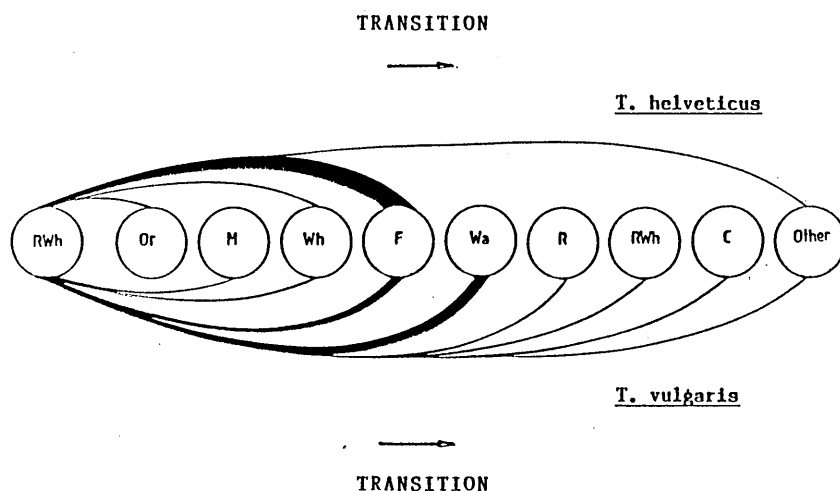 TRANSITION
T. helveticus
RWh Or M Wh F Wa R RWh C Other
T. vulgaris
TRANSITION